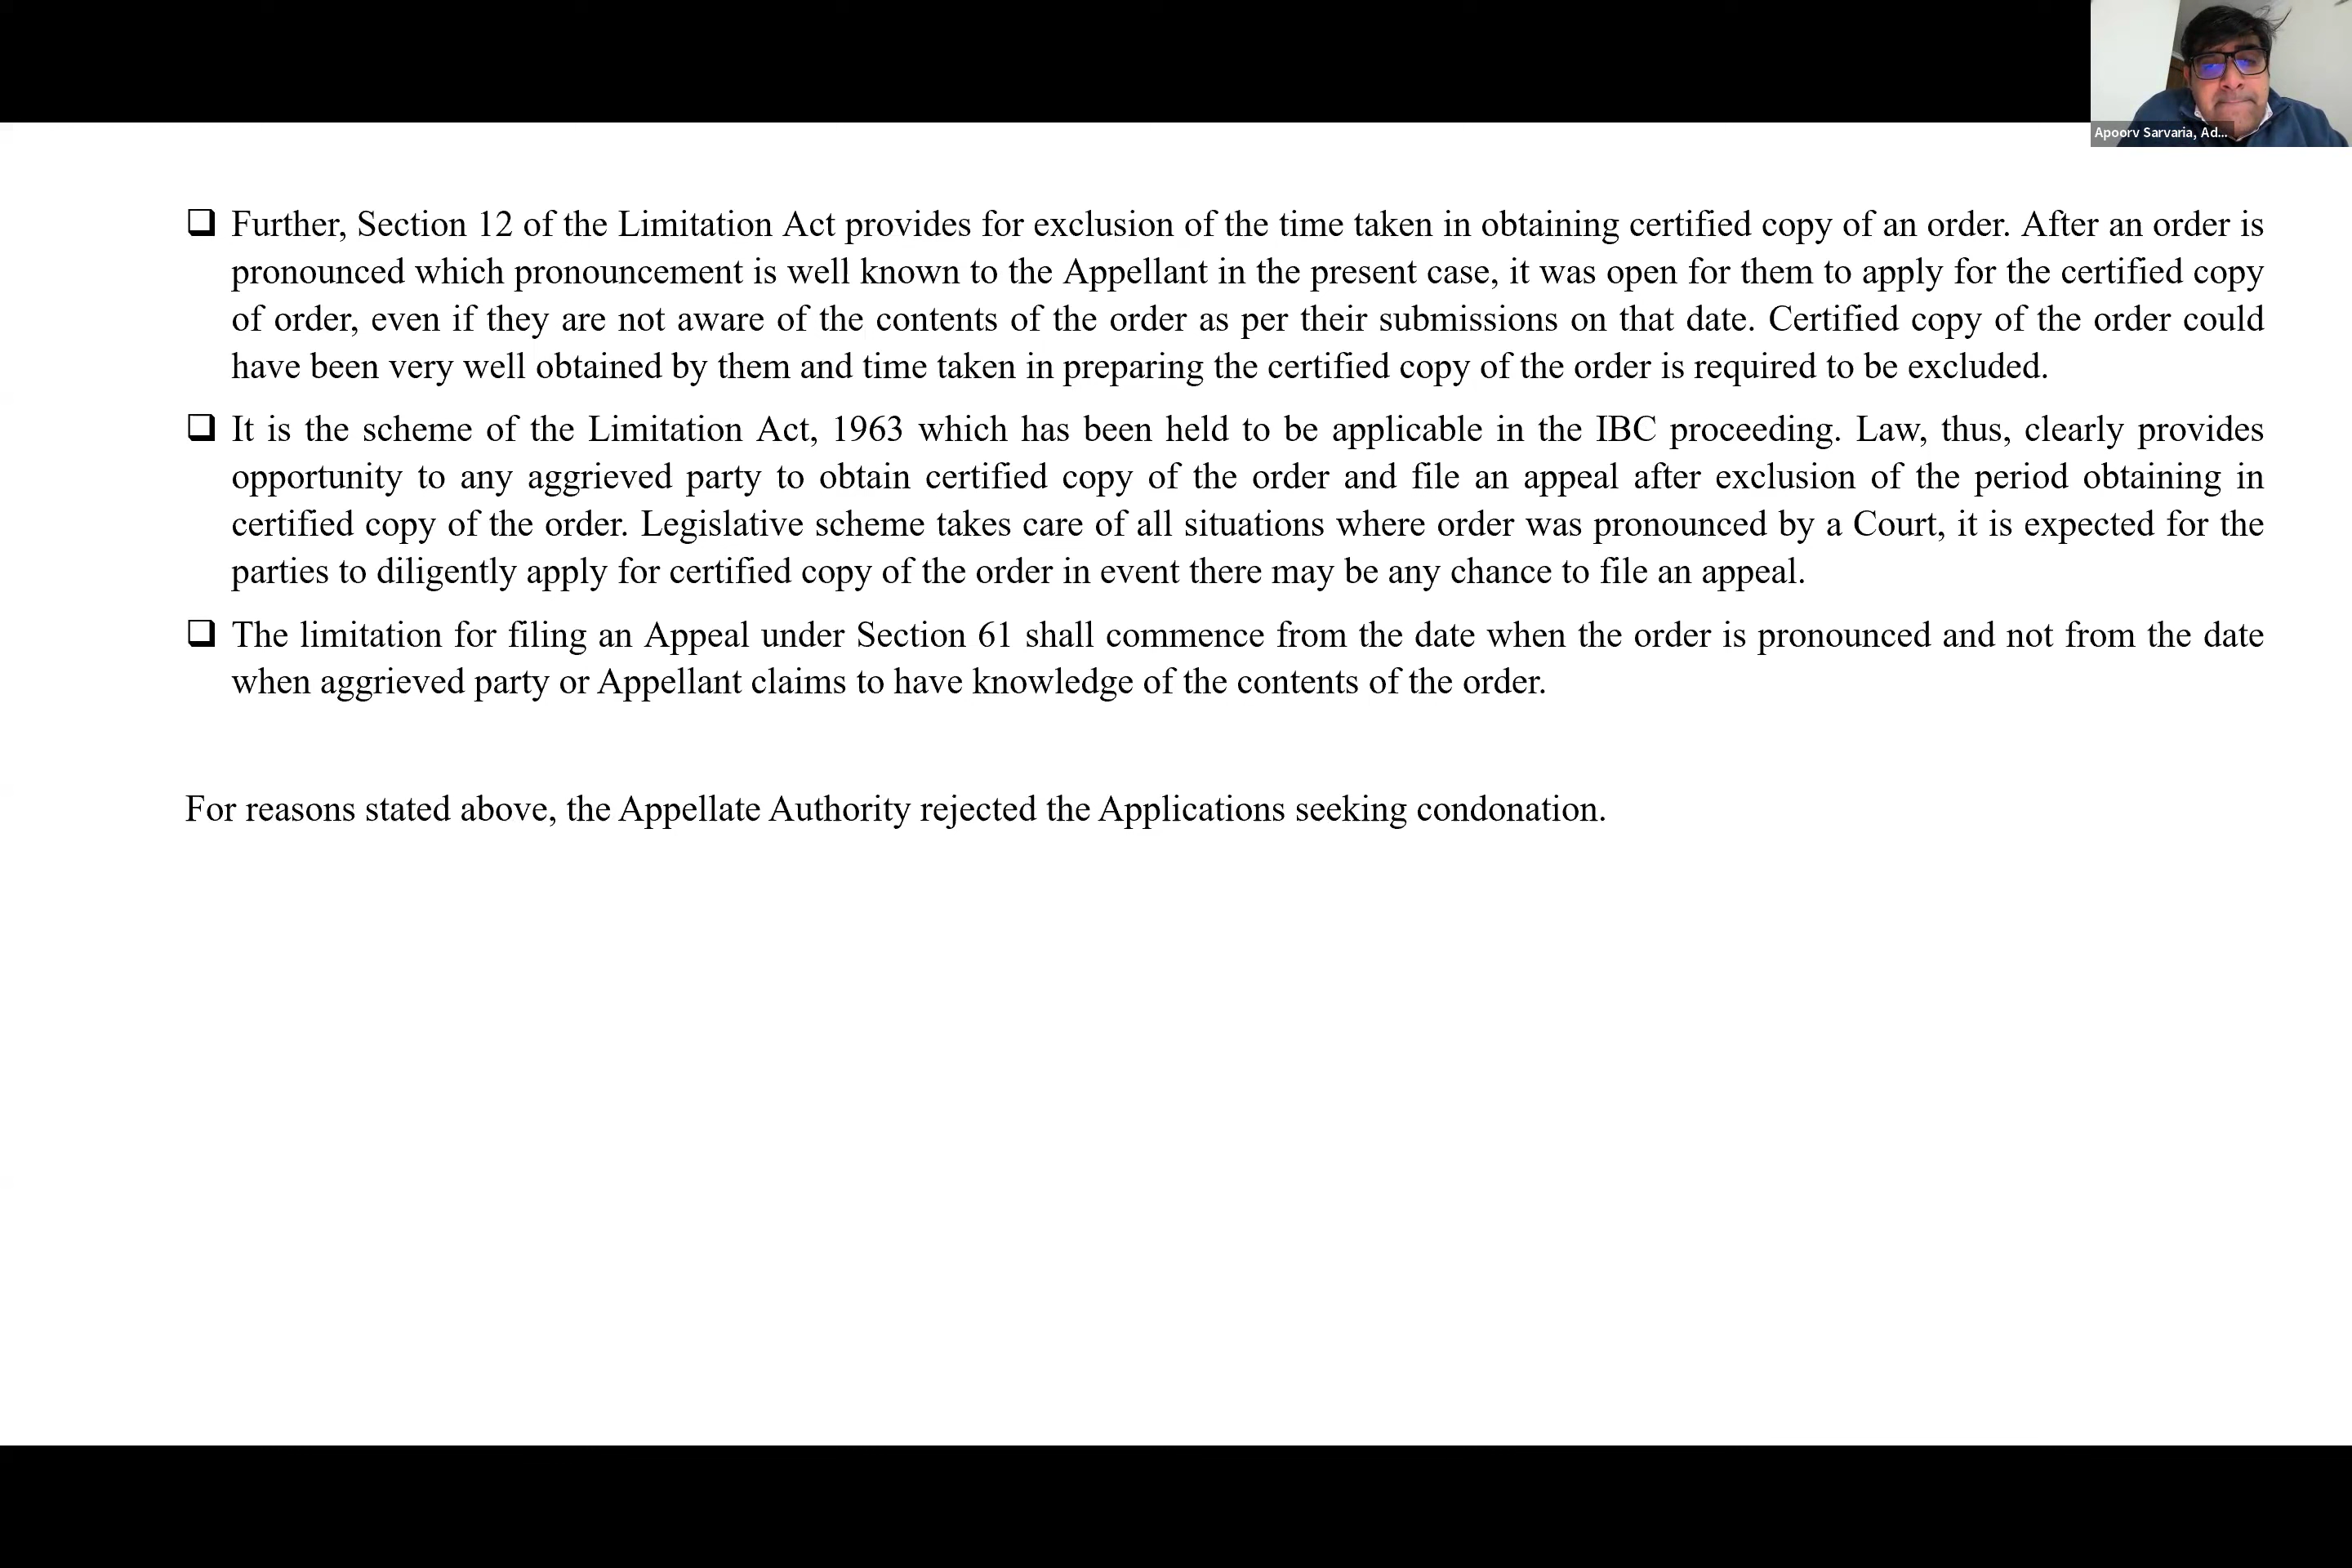 Apoorv Sarvaria, Ad...
❑ Further, Section 12 of the Limitation Act provides for exclusion of the time taken in obtaining certified copy of an order. After an order is
pronounced which pronouncement is well known to the Appellant in the present case, it was open for them to apply for the certified copy
of order, even if they are not aware of the contents of the order as per their submissions on that date. Certified copy of the order could
have been very well obtained by them and time taken in preparing the certified copy of the order is required to be excluded.
❑ It is the scheme of the Limitation Act, 1963 which has been held to be applicable in the IBC proceeding. Law, thus, clearly provides
opportunity to any aggrieved party to obtain certified copy of the order and file an appeal after exclusion of the period obtaining in
certified copy of the order. Legislative scheme takes care of all situations where order was pronounced by a Court, it is expected for the
parties to diligently apply for certified copy of the order in event there may be any chance to file an appeal.
❑ The limitation for filing an Appeal under Section 61 shall commence from the date when the order is pronounced and not from the date
when aggrieved party or Appellant claims to have knowledge of the contents of the order.
For reasons stated above, the Appellate Authority rejected the Applications seeking condonation.